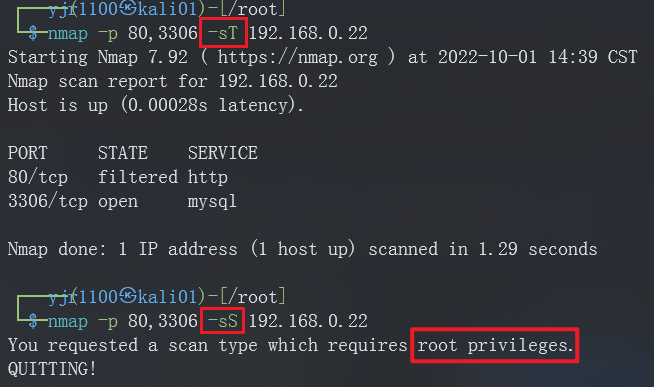 yjr(1100㉿kali01)-[/root]
$ nmap -p 80,3306 -sT 192.168.0.22
Starting Nmap 7.92 ( https://nmap.org ) at 2022-10-01 14:39 CST
Nmap scan report for 192.168.0.22
Host is up (0.00028s latency).
PORT     STATE    SERVICE
80/tcp   filtered http
3306/tcp open     mysql
Nmap done: 1 IP address (1 host up) scanned in 1.29 seconds
yjr(1100㉿kali01)-[/root]
$ nmap -p 80,3306 -sS 192.168.0.22
You requested a scan type which requires root privileges.
QUITTING!